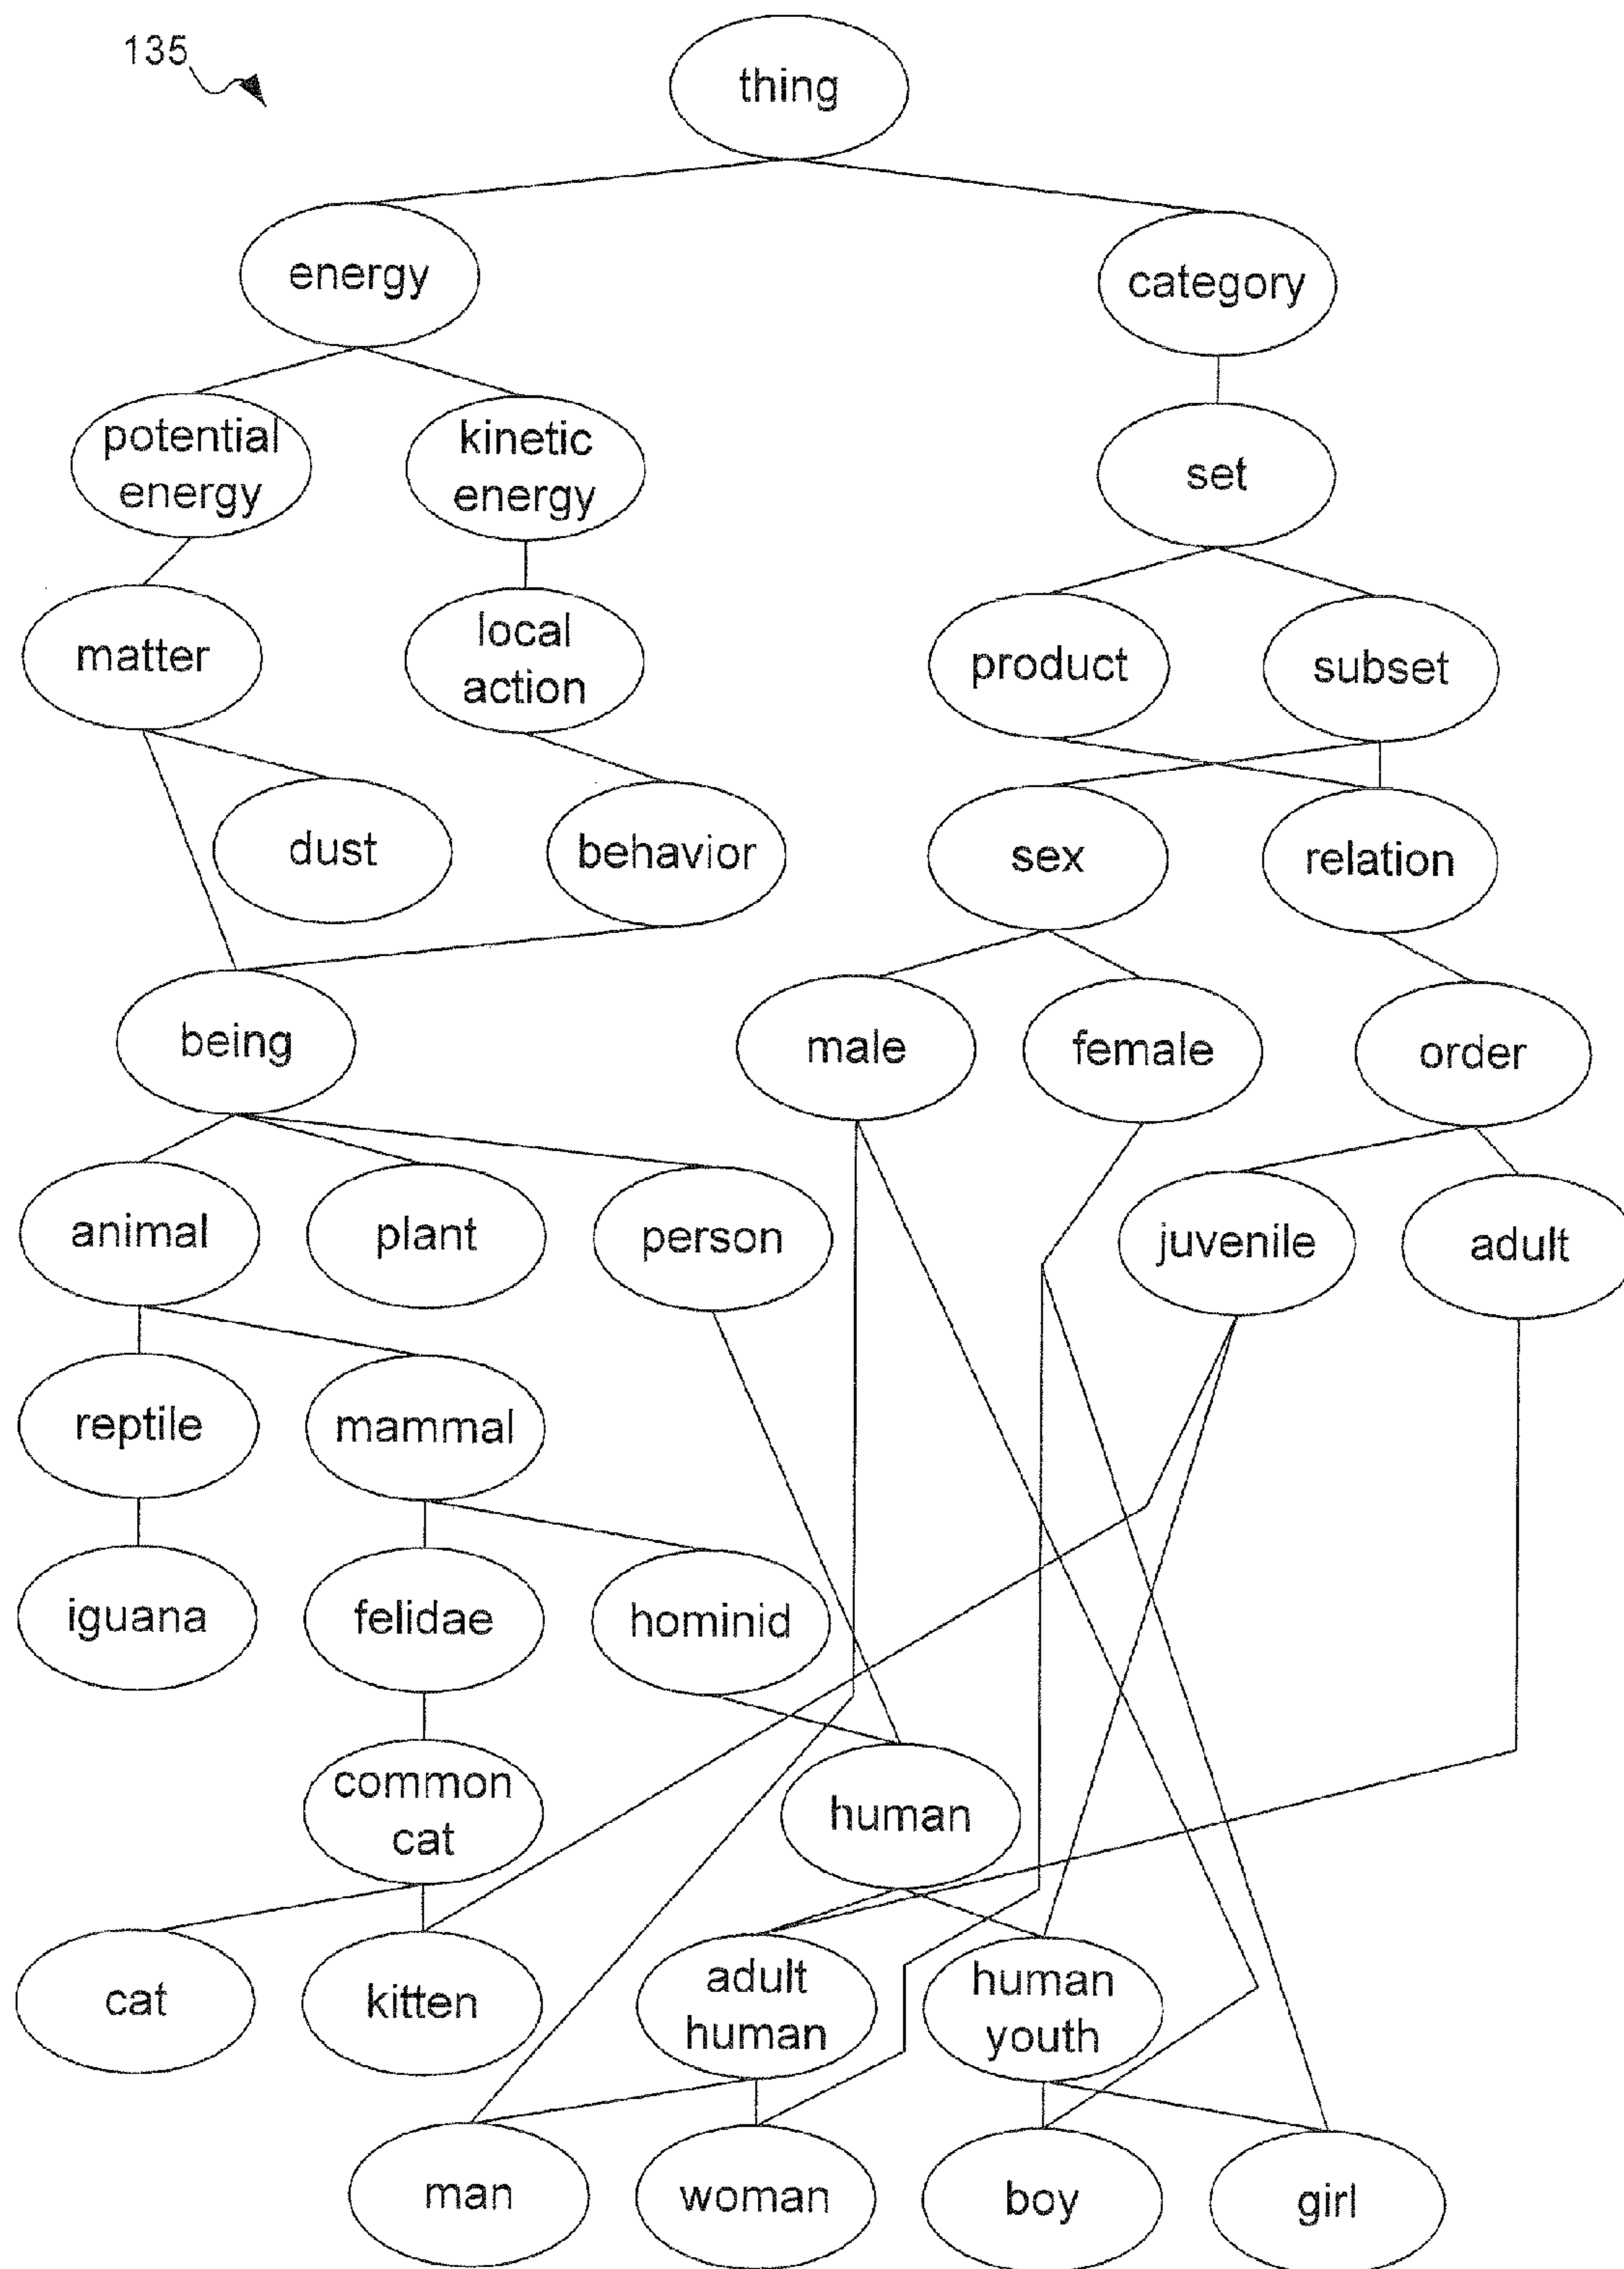 135
thing
energy
category
potential
energy
kinetic
energy
set
matter
local
action
product
subset
dust
behavior
sex
relation
being
male
female
order
animal
plant
person
juvenile
adult
reptile
mammal
iguana
felidae
hominid
common
cat
human
cat
kitten
adult
human
human
youth
man
woman
boy
girl